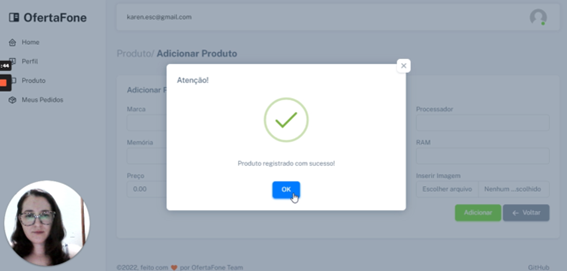 OfertaFone
karen.esc@gmail.com
Home
Perfil
Produto
Meus Pedidos
Produto/ Adicionar Produto
Atenção!
Adicionar
Marca
Processador
Memória
RAM
Produto registrado com sucesso!
Preço
Inserir Imagem
0,00
OK
Escolher arquivo
Nenhum ...scolhido
Adicionar
← Voltar
©2022, feito com ❤ por OfertaFone Team
GitHub